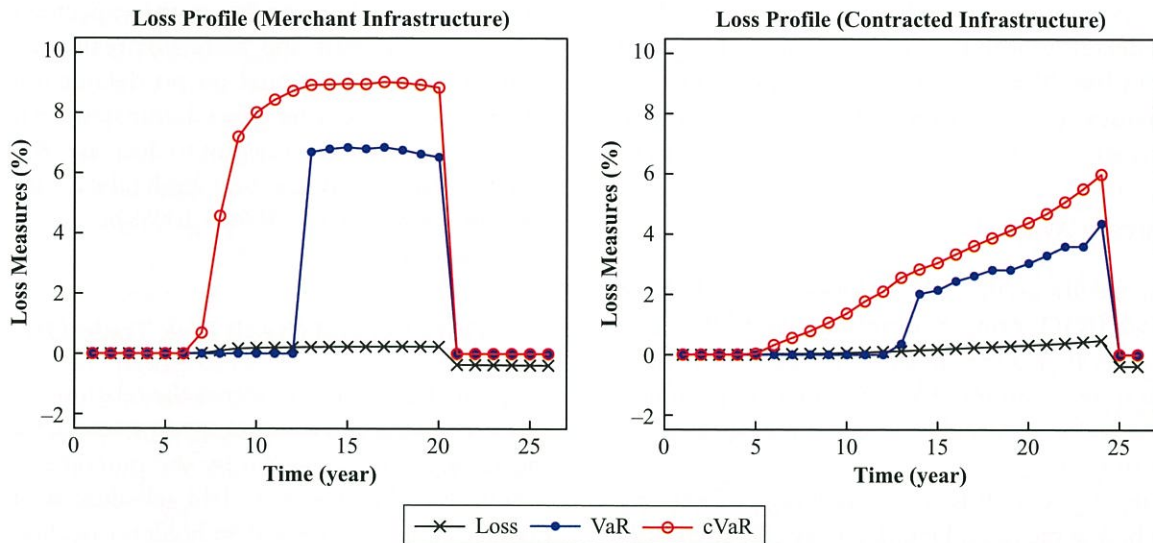 Loss Profile (Merchant Infrastructure)
10
8
6
4
2
0
–2
Loss Measures (%)
0 5 10 15 20 25
Time (year)
Loss Profile (Contracted Infrastructure)
10
8
6
4
2
0
–2
Loss Measures (%)
0 5 10 15 20 25
Time (year)
Loss VaR cVaR